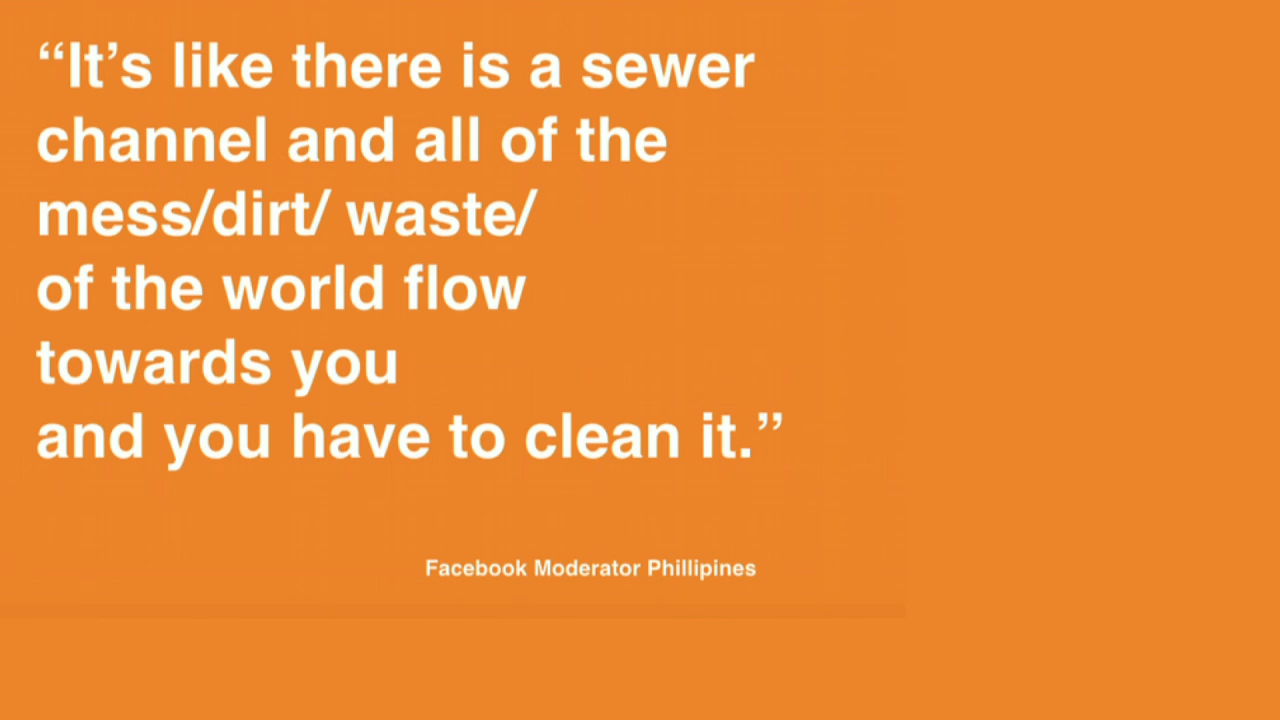 “It’s like there is a sewer
channel and all of the
mess/dirt/ waste/
of the world flow
towards you
and you have to clean it.”
Facebook Moderator Phillipines